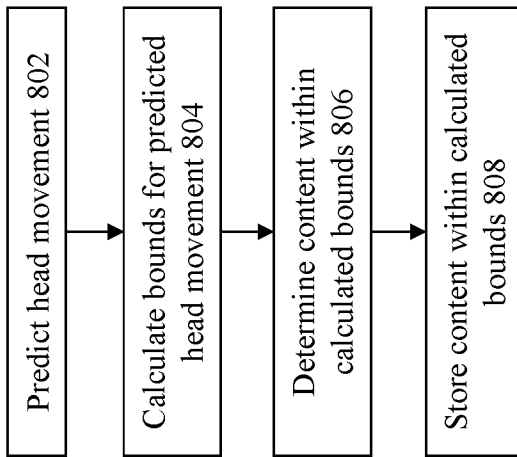 Predict head movement 802
Calculate bounds for predicted
head movement 804
Determine content within
calculated bounds 806
Store content within calculated
bounds 808